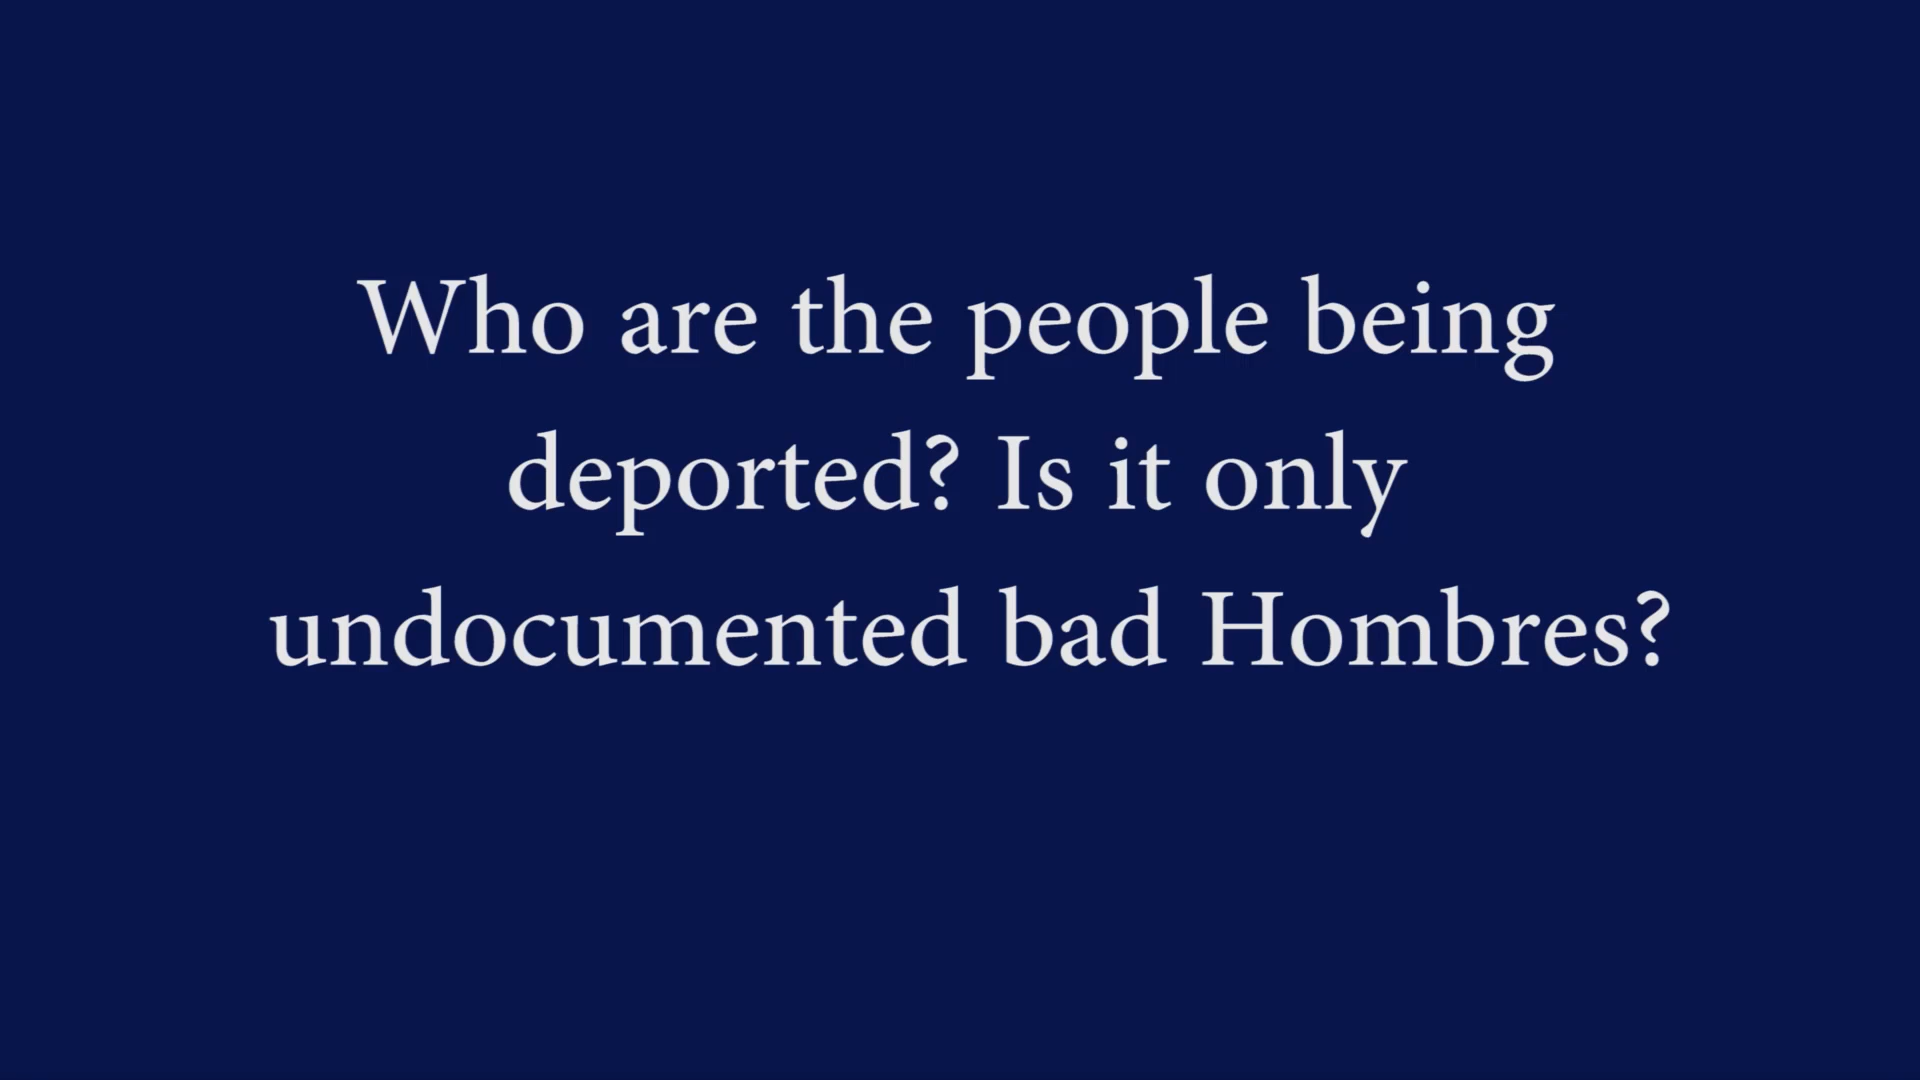 Who are the people being
deported? Is it only
undocumented bad Hombres?